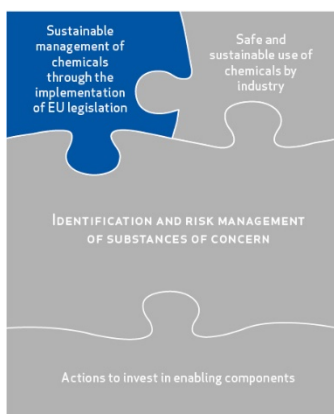 Sustainable
management of
chemicals
through the
implementation
of EU legislation
Safe and
sustainable use of
chemicals by
industry
IDENTIFICATION AND RISK MANAGEMENT
OF SUBSTANCES OF CONCERN
Actions to invest in enabling components